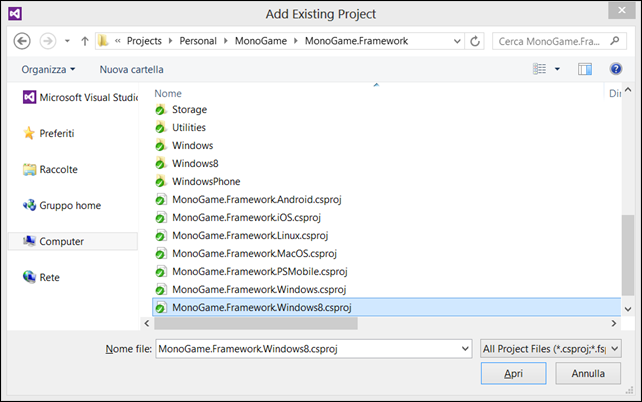 Add Existing Project
« Projects Personal MonoGame MonoGame.Framework
Cerca MonoGame.Fra...
Organizza
Nuova cartella
Microsoft Visual Studi
Preferiti
Raccolte
Gruppo home
Computer
Rete
Nome
Storage
Utilities
Windows
Windows8
WindowsPhone
MonoGame.Framework.Android.csproj
MonoGame.Framework.iOS.csproj
MonoGame.Framework.Linux.csproj
MonoGame.Framework.MacOS.csproj
MonoGame.Framework.PSMobile.csproj
MonoGame.Framework.Windows.csproj
MonoGame.Framework.Windows8.csproj
Nome file:
MonoGame.Framework.Windows8.csproj
All Project Files (*.csproj;*.fsp
Apri
Annulla